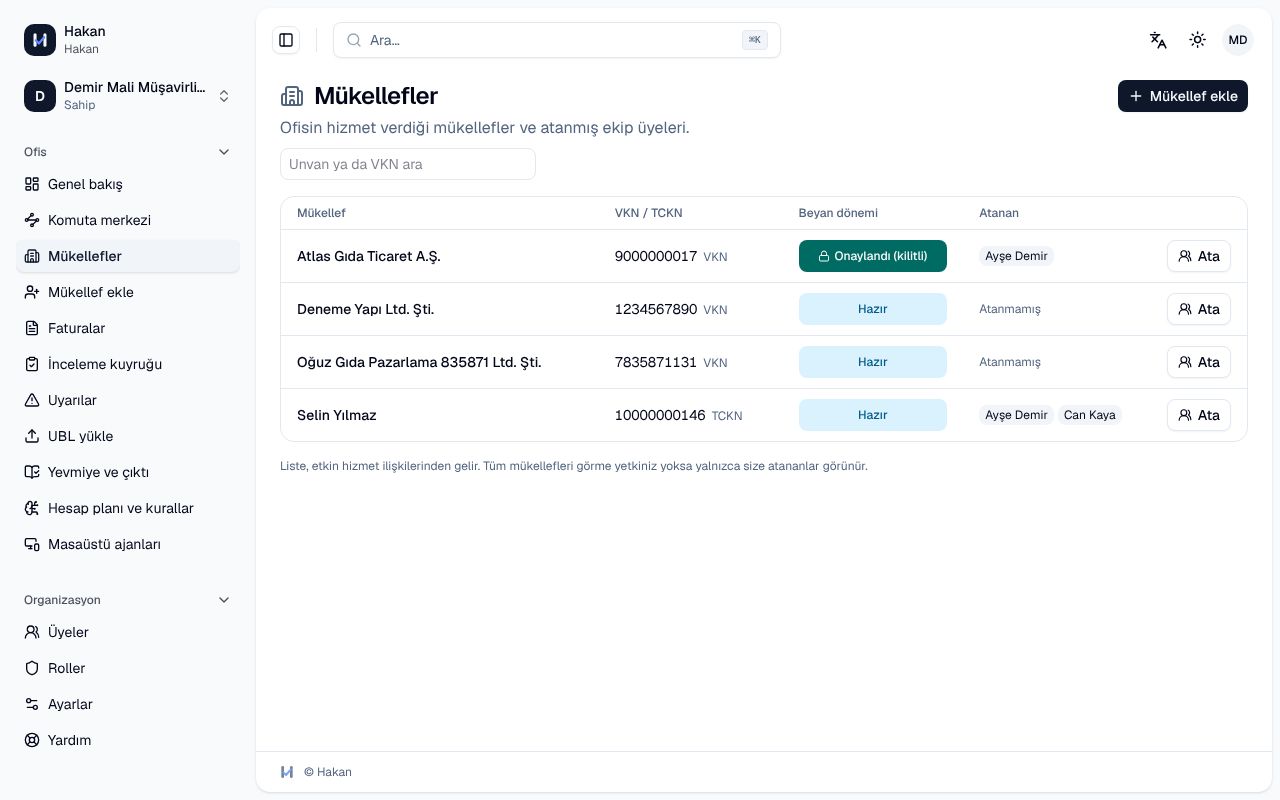 Hakan
Hakan
D
Demir Mali Müşavirli...
Sahip
Ofis
Genel bakış
Komuta merkezi
Mükellefler
Mükellef ekle
Faturalar
İnceleme kuyruğu
Uyarılar
UBL yükle
Yevmiye ve çıktı
Hesap planı ve kurallar
Masaüstü ajanları
Organizasyon
Üyeler
Roller
Ayarlar
Yardım
Ara... ⌘K
MD
Mükellefler
Mükellef ekle
Ofisin hizmet verdiği mükellefler ve atanmış ekip üyeleri.
Unvan ya da VKN ara
Mükellef VKN / TCKN Beyan dönemi Atanan
Atlas Gıda Ticaret A.Ş. 9000000017 VKN Onaylandı (kilitli) Ayşe Demir Ata
Deneme Yapı Ltd. Şti. 1234567890 VKN Hazır Atanmamış Ata
Oğuz Gıda Pazarlama 835871 Ltd. Şti. 7835871131 VKN Hazır Atanmamış Ata
Selin Yılmaz 10000000146 TCKN Hazır Ayşe Demir Can Kaya Ata
Liste, etkin hizmet ilişkilerinden gelir. Tüm mükellefleri görme yetkiniz yoksa yalnızca size atananlar görünür.
© Hakan